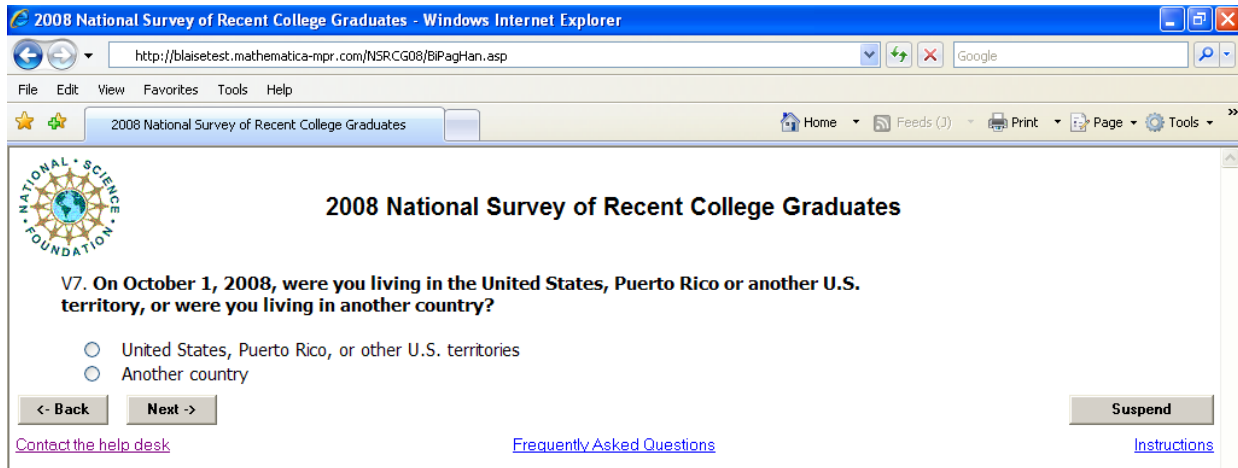 2008 National Survey of Recent College Graduates - Windows Internet Explorer
http://blaisetest.mathematica-mpr.com/NSRCG08/BiPagHan.asp
Google
File Edit View Favorites Tools Help
2008 National Survey of Recent College Graduates
Home Feeds (J) Print Page Tools »
NATIONAL SCIENCE FOUNDATION
2008 National Survey of Recent College Graduates
V7. On October 1, 2008, were you living in the United States, Puerto Rico or another U.S.
territory, or were you living in another country?
United States, Puerto Rico, or other U.S. territories
Another country
<- Back Next -> Suspend
Contact the help desk Frequently Asked Questions Instructions